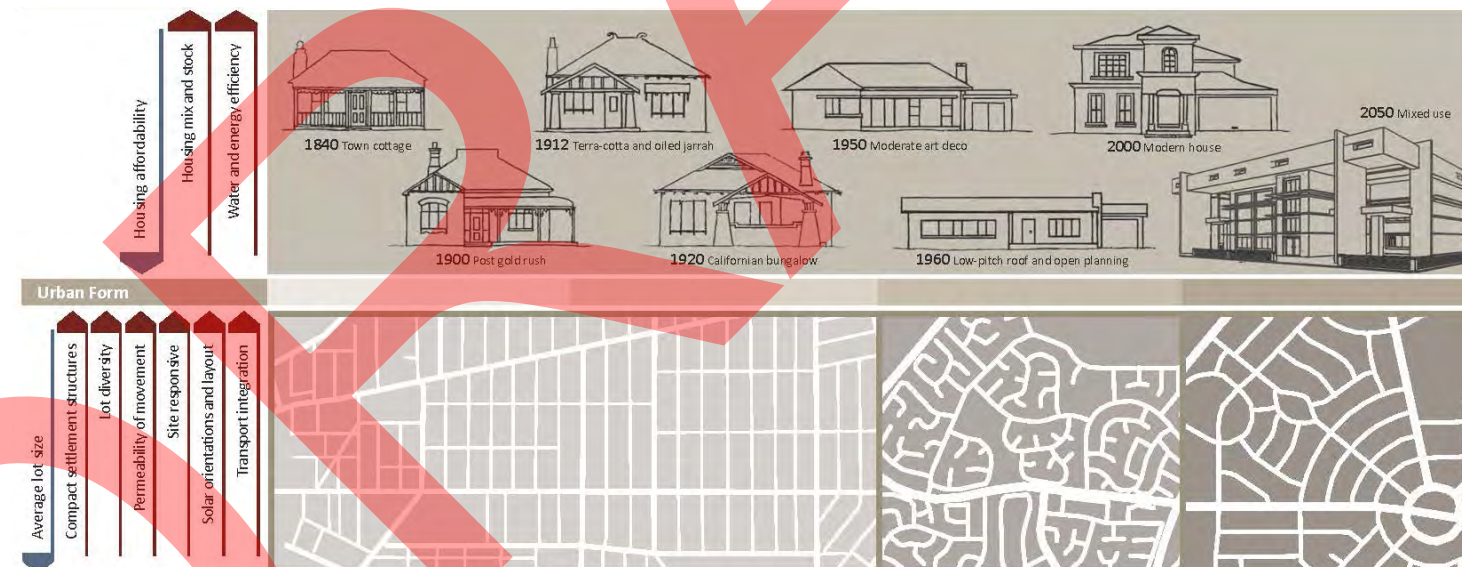 Housing affordability
Housing mix and stock
Water and energy efficiency
1840 Town cottage
1912 Terra-cotta and oiled jarrah
1950 Moderate art deco
2000 Modern house
2050 Mixed use
1900 Post gold rush
1920 Californian bungalow
1960 Low-pitch roof and open planning
Urban Form
Average lot size
Compact settlement structures
Lot diversity
Permeability of movement
Site responsive
Solar orientations and layout
Transport integration